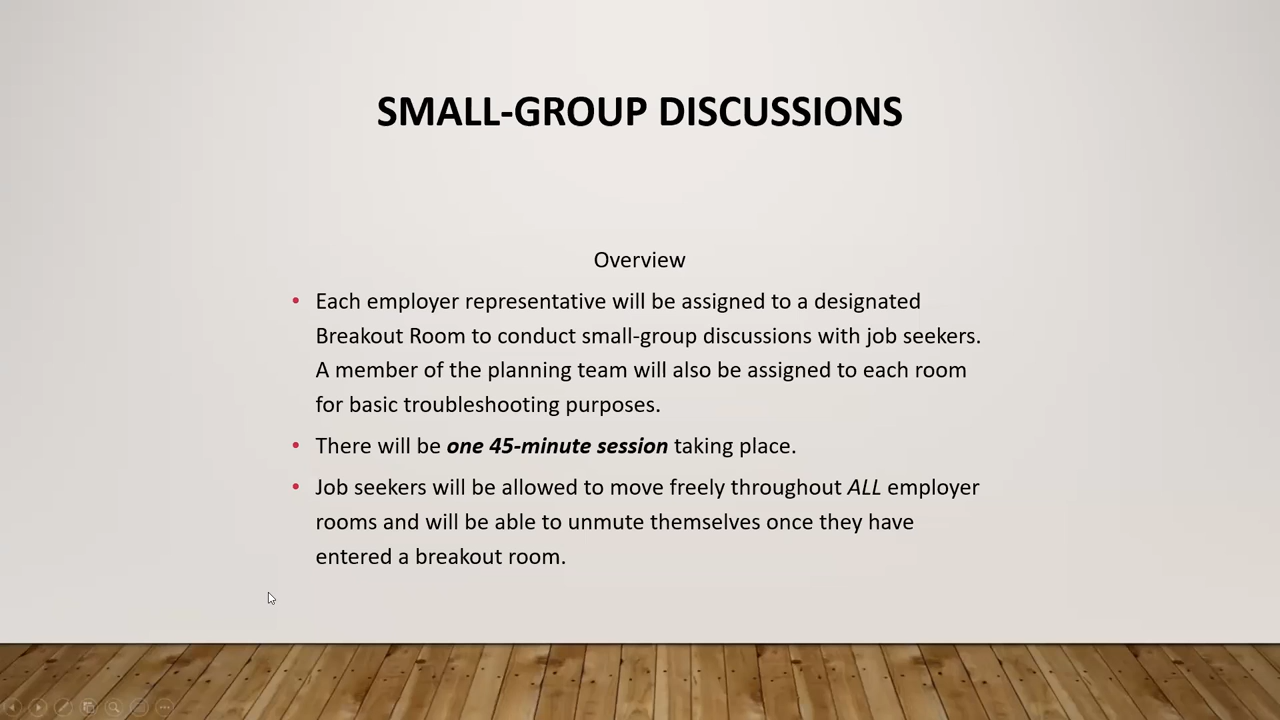 SMALL-GROUP DISCUSSIONS
Overview
• Each employer representative will be assigned to a designated
Breakout Room to conduct small-group discussions with job seekers.
A member of the planning team will also be assigned to each room
for basic troubleshooting purposes.
• There will be one 45-minute session taking place.
• Job seekers will be allowed to move freely throughout ALL employer
rooms and will be able to unmute themselves once they have
entered a breakout room.